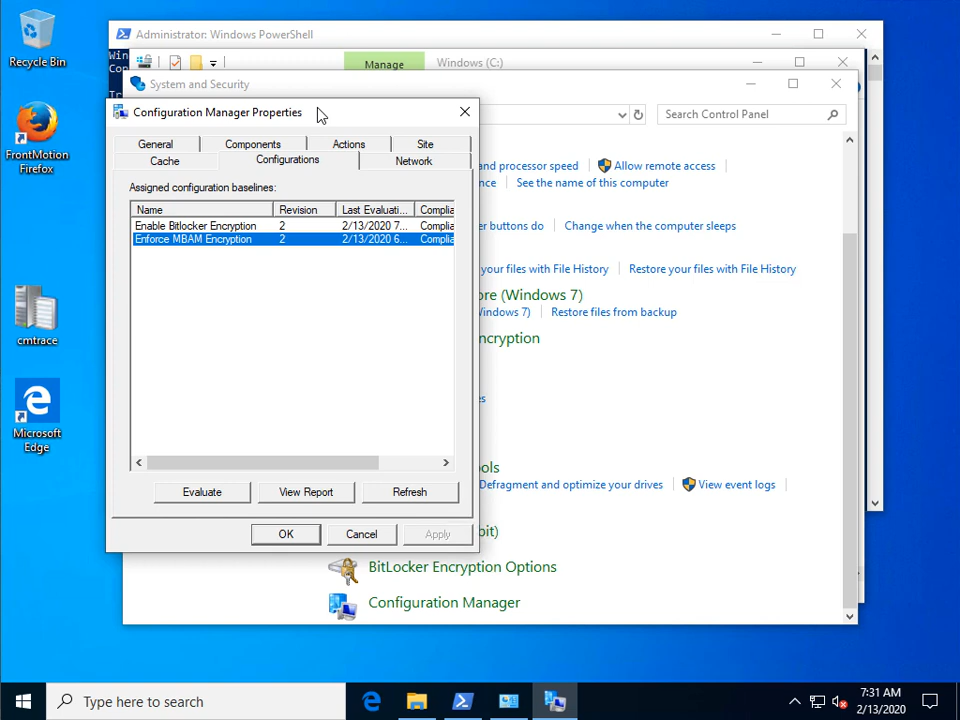 Recycle Bin
FrontMotion
Firefox
cmtrace
Microsoft
Edge
Administrator: Windows PowerShell
Win
Cop
Manage
Windows (C:)
System and Security
Search Control Panel
and processor speed
Allow remote access
See the name of this computer
er buttons do
Change when the computer sleeps
your files with File History
Restore your files from File History
ore (Windows 7)
Windows 7)
Restore files from backup
ncryption
es
ools
Defragment and optimize your drives
View event logs
bit)
BitLocker Encryption Options
Configuration Manager
Configuration Manager Properties
General
Components
Actions
Site
Cache
Configurations
Network
Assigned configuration baselines:
Name
Revision
Last Evaluati...
Complia
Enable Bitlocker Encryption
2
2/13/2020 7...
Complia
Enforce MBAM Encryption
2
2/13/2020 6...
Complia
Evaluate
View Report
Refresh
OK
Cancel
Apply
Type here to search
7:31 AM
2/13/2020